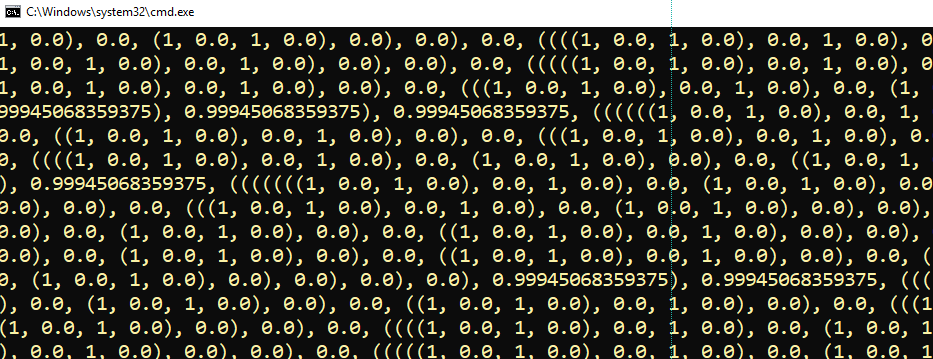 C:\Windows\system32\cmd.exe
1, 0.0), 0.0, (1, 0.0, 1, 0.0), 0.0), 0.0), 0.0, ((((1, 0.0, 1, 0.0), 0.0, 1, 0.0), 0
1, 0.0, 1, 0.0), 0.0, 1, 0.0), 0.0), 0.0), 0.0, (((((1, 0.0, 1, 0.0), 0.0, 1, 0.0), 0
1, 0.0, 1, 0.0), 0.0, 1, 0.0), 0.0), 0.0, (((1, 0.0, 1, 0.0), 0.0, 1, 0.0), 0.0, (1,
99945068359375), 0.99945068359375), 0.99945068359375, ((((((1, 0.0, 1, 0.0), 0.0, 1,
0.0, ((1, 0.0, 1, 0.0), 0.0, 1, 0.0), 0.0), 0.0, (((1, 0.0, 1, 0.0), 0.0, 1, 0.0), 0.
0, ((((1, 0.0, 1, 0.0), 0.0, 1, 0.0), 0.0, (1, 0.0, 1, 0.0), 0.0), 0.0, ((1, 0.0, 1,
), 0.99945068359375, (((((((1, 0.0, 1, 0.0), 0.0, 1, 0.0), 0.0, (1, 0.0, 1, 0.0), 0.0
0.0), 0.0), 0.0, (((1, 0.0, 1, 0.0), 0.0, 1, 0.0), 0.0, (1, 0.0, 1, 0.0), 0.0), 0.0),
0.0), 0.0, (1, 0.0, 1, 0.0), 0.0), 0.0, ((1, 0.0, 1, 0.0), 0.0, 1, 0.0), 0.0), 0.0),
0.0), 0.0, (1, 0.0, 1, 0.0), 0.0), 0.0, ((1, 0.0, 1, 0.0), 0.0, 1, 0.0), 0.0), 0.0, (
0, (1, 0.0, 1, 0.0), 0.0), 0.0), 0.0), 0.0), 0.99945068359375), 0.99945068359375, ((((
), 0.0, (1, 0.0, 1, 0.0), 0.0), 0.0, ((1, 0.0, 1, 0.0), 0.0, 1, 0.0), 0.0), 0.0, (((1
(1, 0.0, 1, 0.0), 0.0), 0.0), 0.0, ((((1, 0.0, 1, 0.0), 0.0, 1, 0.0), 0.0, (1, 0.0, 1
), 0.0, 1, 0.0), 0.0), 0.0), 0.0, (((((1, 0.0, 1, 0.0), 0.0, 1, 0.0), 0.0, (1, 0.0, 1